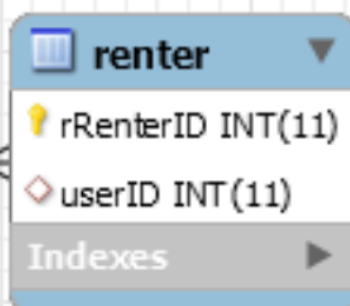 renter
rRenterID INT(11)
userID INT(11)
Indexes